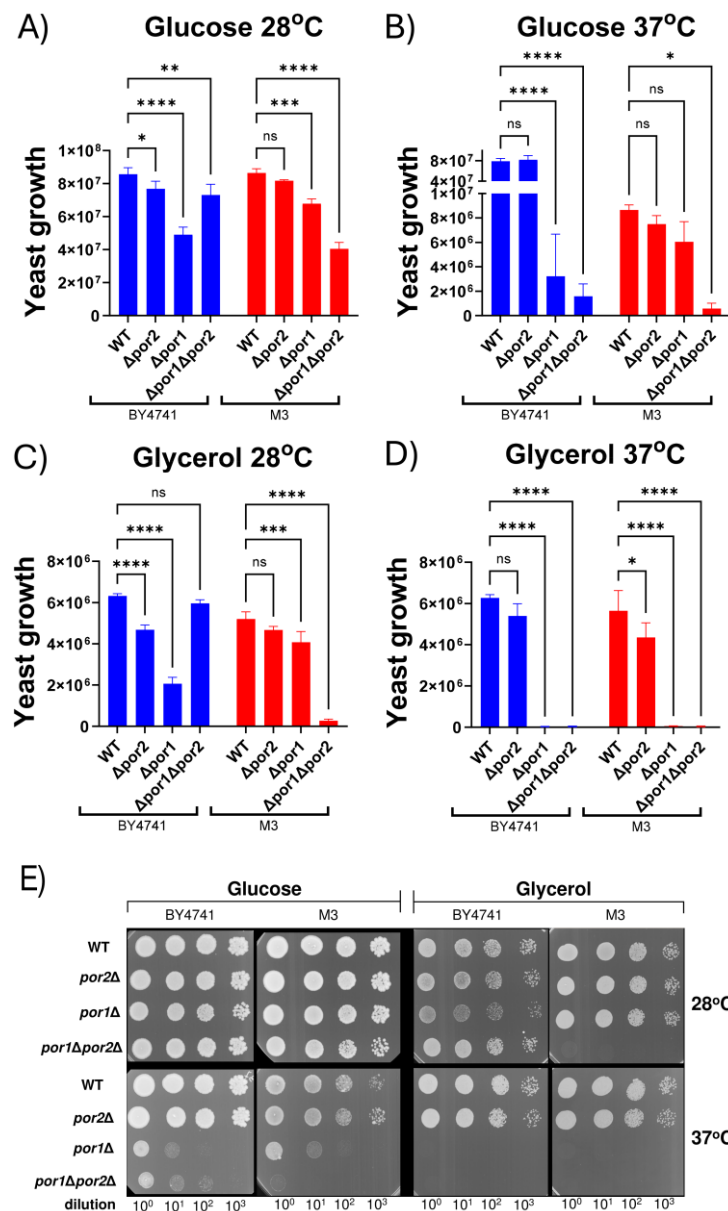 A) Glucose 28°C
** ****
**** ***
* ns
1×10⁸
8×10⁷
6×10⁷
4×10⁷
2×10⁷
0
Yeast growth
WT Δpor2 Δpor1 Δpor1Δpor2 WT Δpor2 Δpor1 Δpor1Δpor2
BY4741 M3
B) Glucose 37°C
**** *
**** ns
ns ns
8×10⁷
4×10⁷
1×10⁷
8×10⁶
6×10⁶
4×10⁶
2×10⁶
0
Yeast growth
WT Δpor2 Δpor1 Δpor1Δpor2 WT Δpor2 Δpor1 Δpor1Δpor2
BY4741 M3
C) Glycerol 28°C
ns ****
**** ***
**** ns
8×10⁶
6×10⁶
4×10⁶
2×10⁶
0
Yeast growth
WT Δpor2 Δpor1 Δpor1Δpor2 WT Δpor2 Δpor1 Δpor1Δpor2
BY4741 M3
D) Glycerol 37°C
**** ****
**** ****
ns *
8×10⁶
6×10⁶
4×10⁶
2×10⁶
0
Yeast growth
WT Δpor2 Δpor1 Δpor1Δpor2 WT Δpor2 Δpor1 Δpor1Δpor2
BY4741 M3
E)
Glucose Glycerol
BY4741 M3 BY4741 M3
WT
por2Δ
por1Δ
28°C
por1Δpor2Δ
WT
por2Δ
37°C
por1Δ
por1Δpor2Δ
dilution 10⁰ 10¹ 10² 10³ 10⁰ 10¹ 10² 10³ 10⁰ 10¹ 10² 10³ 10⁰ 10¹ 10² 10³